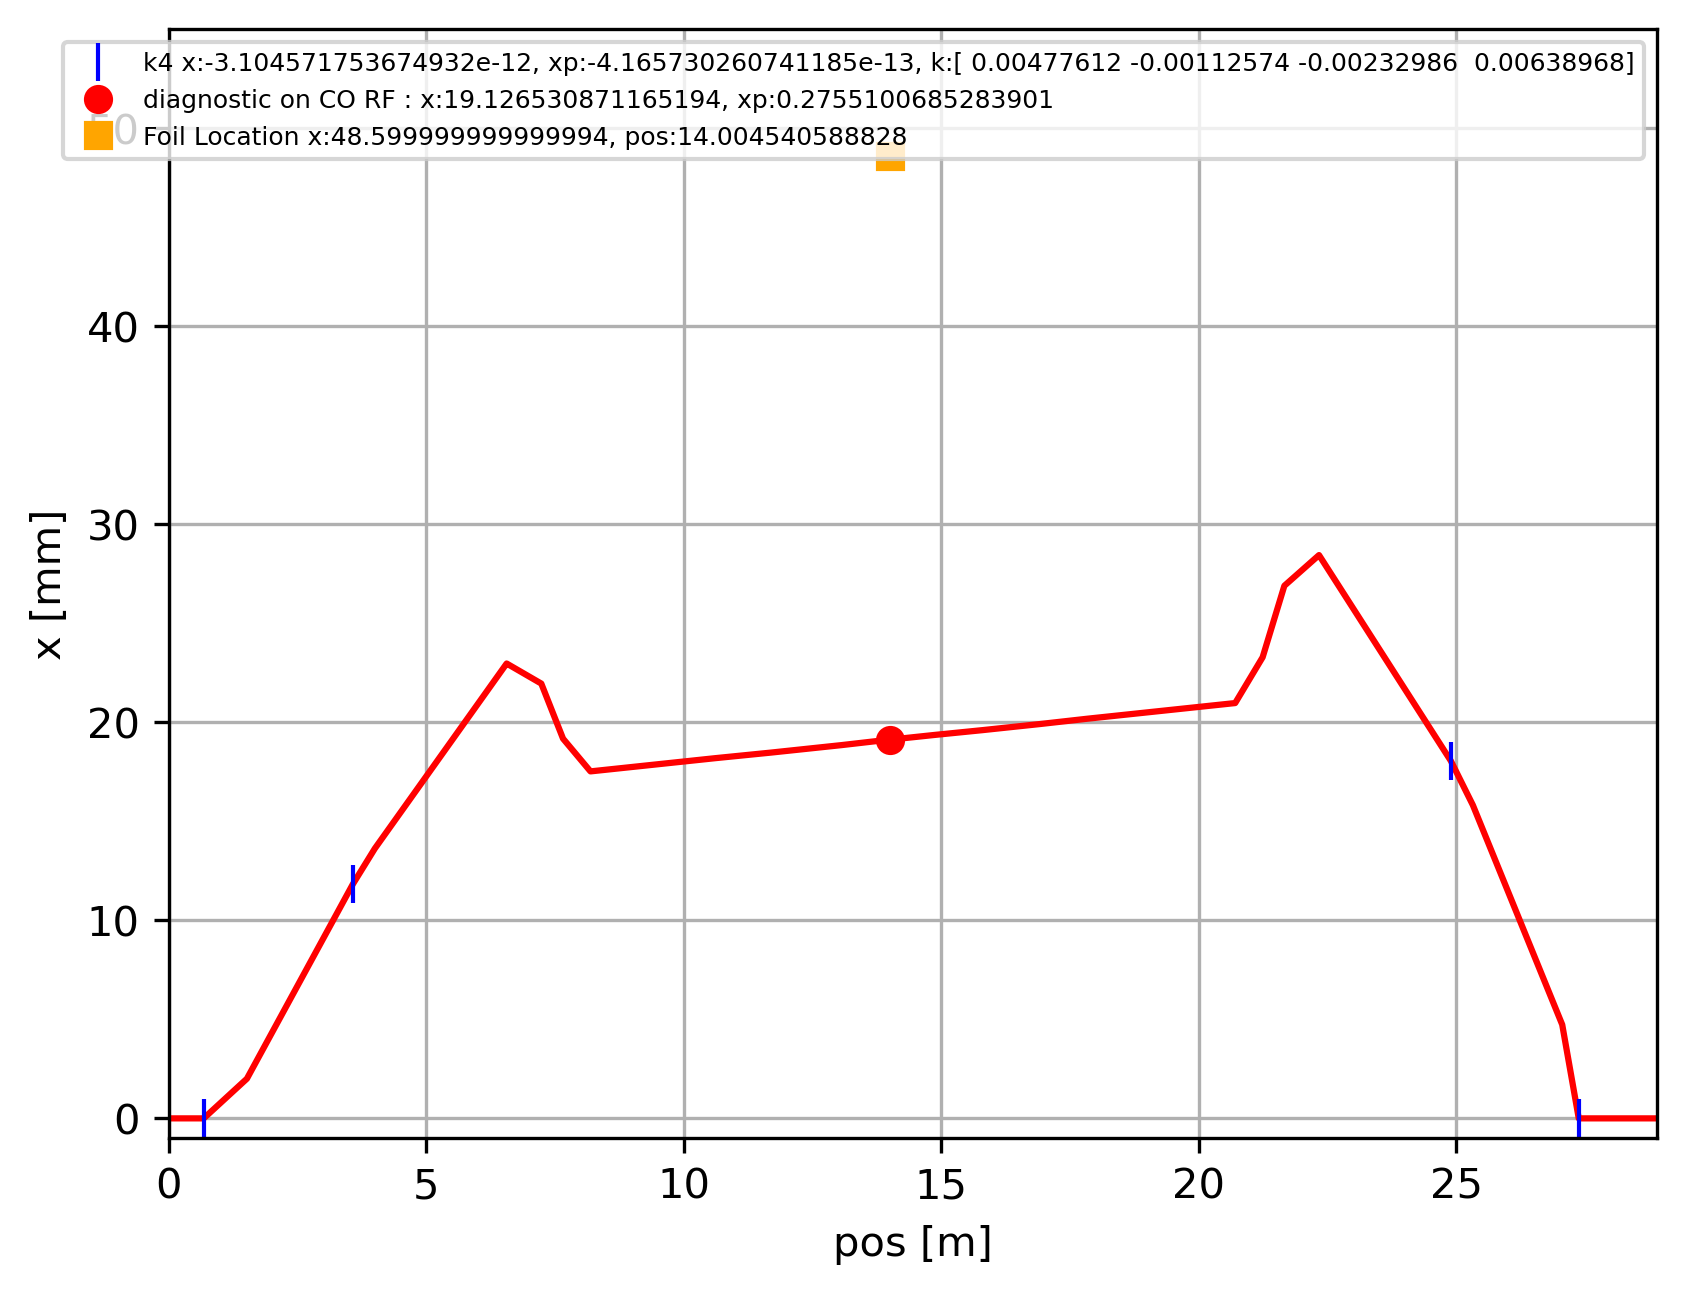 k4 x:-3.104571753674932e-12, xp:-4.165730260741185e-13, k:[ 0.00477612 -0.00112574 -0.00232986  0.00638968]
diagnostic on CO RF : x:19.126530871165194, xp:0.2755100685283901
Foil Location x:48.599999999999994, pos:14.004540588828
50
40
30
20
10
0
x [mm]
0 5 10 15 20 25
pos [m]